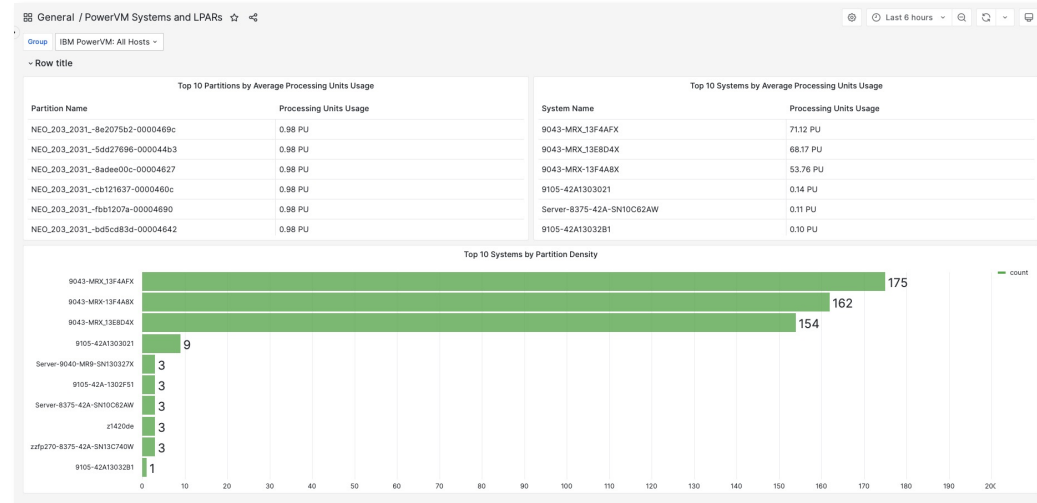 General / PowerVM Systems and LPARs
Last 6 hours
Group IBM PowerVM: All Hosts
Row title
Top 10 Partitions by Average Processing Units Usage
Partition Name Processing Units Usage
NEO_203_2031_-8e2075b2-0000469c 0.98 PU
NEO_203_2031_-5dd27696-000044b3 0.98 PU
NEO_203_2031_-8adee00c-00004627 0.98 PU
NEO_203_2031_-cb121637-0000460c 0.98 PU
NEO_203_2031_-fbb1207a-00004690 0.98 PU
NEO_203_2031_-bd5cd83d-00004642 0.98 PU
Top 10 Systems by Average Processing Units Usage
System Name Processing Units Usage
9043-MRX_13F4AFX 71.12 PU
9043-MRX_13E8D4X 68.17 PU
9043-MRX-13F4A8X 53.76 PU
9105-42A1303021 0.14 PU
Server-8375-42A-SN10C62AW 0.11 PU
9105-42A13032B1 0.10 PU
Top 10 Systems by Partition Density
count
9043-MRX_13F4AFX 175
9043-MRX-13F4A8X 162
9043-MRX_13E8D4X 154
9105-42A1303021 9
Server-9040-MR9-SN130327X 3
9105-42A-1302F51 3
Server-8375-42A-SN10C62AW 3
z1420de 3
zzfp270-8375-42A-SN13C740W 3
9105-42A13032B1 1
0 10 20 30 40 50 60 70 80 90 100 110 120 130 140 150 160 170 180 190 200